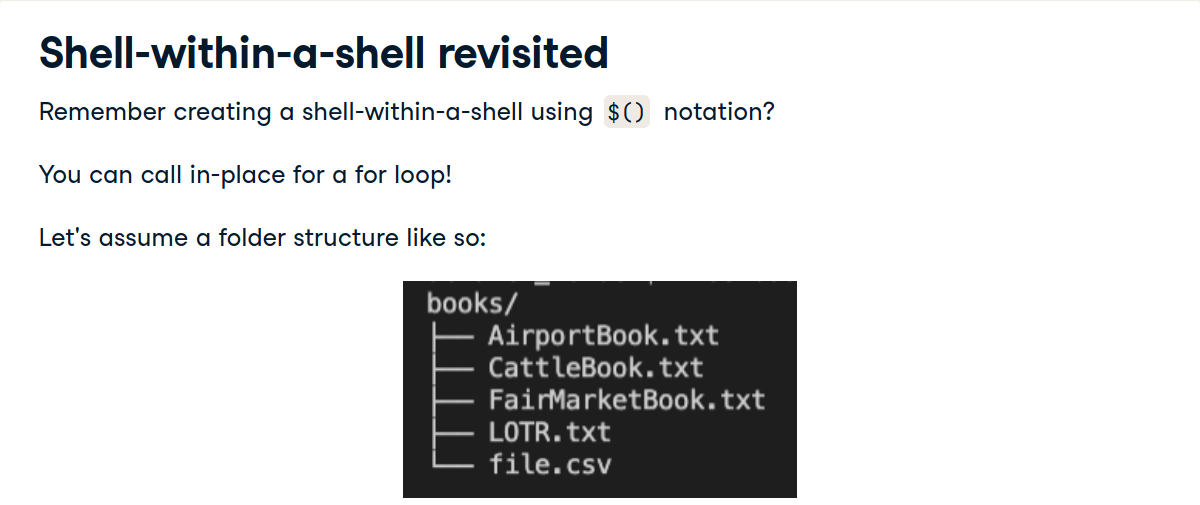 Shell-within-a-shell revisited
Remember creating a shell-within-a-shell using $() notation?
You can call in-place for a for loop!
Let's assume a folder structure like so:
books/
├── AirportBook.txt
├── CattleBook.txt
├── FairMarketBook.txt
├── LOTR.txt
└── file.csv